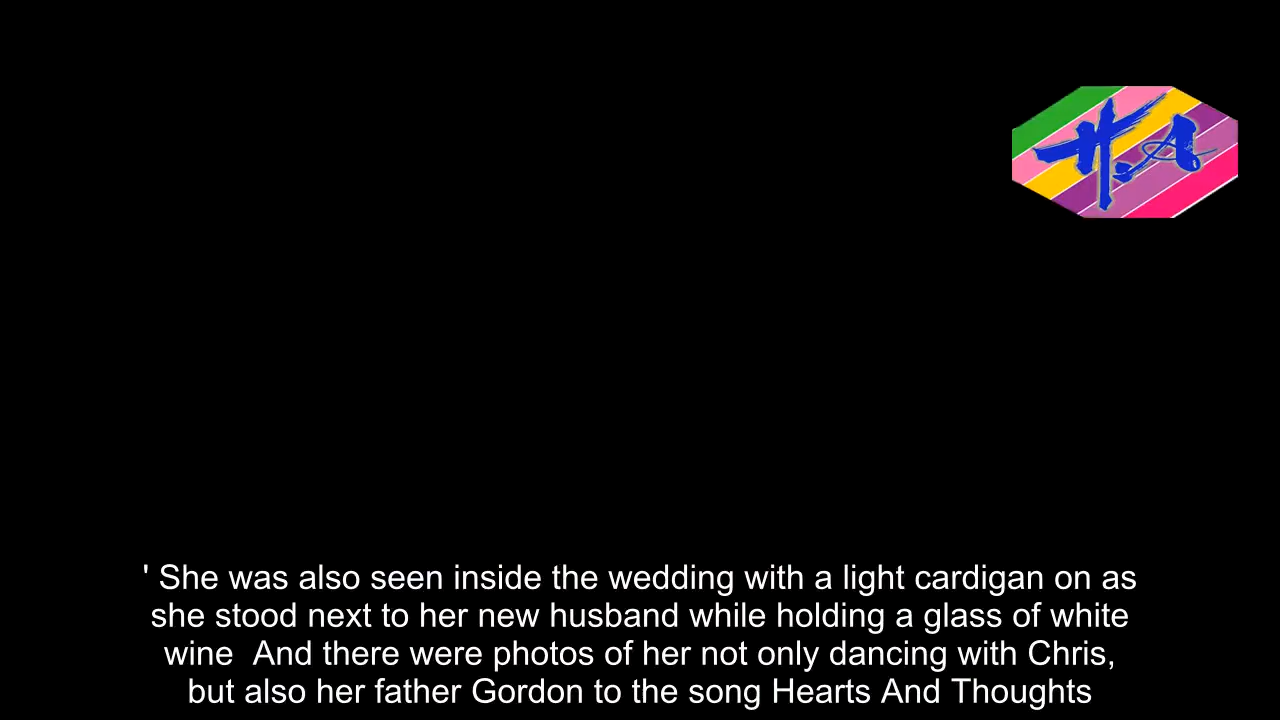 H.A
' She was also seen inside the wedding with a light cardigan on as
she stood next to her new husband while holding a glass of white
wine  And there were photos of her not only dancing with Chris,
but also her father Gordon to the song Hearts And Thoughts